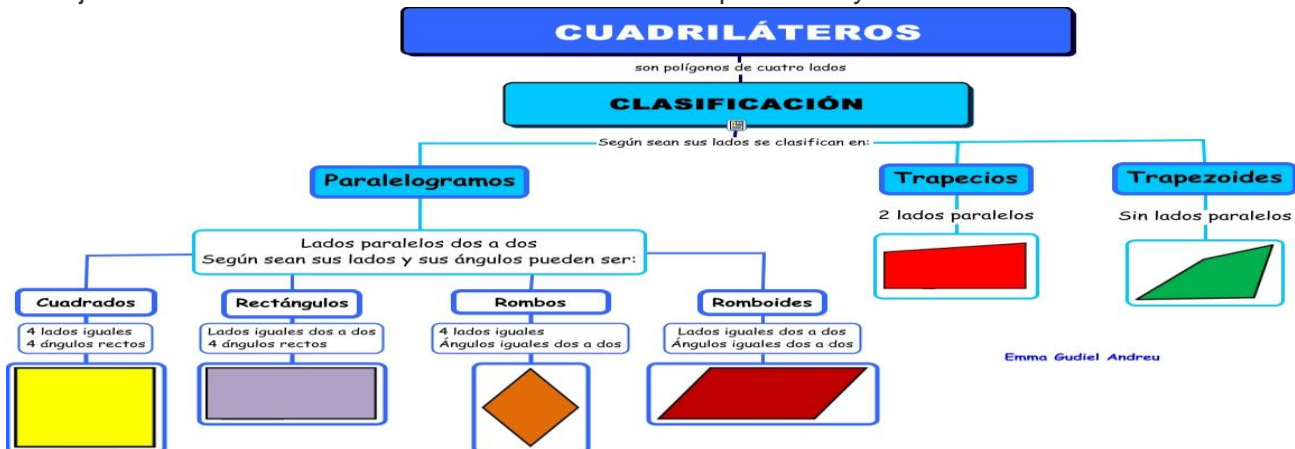 CUADRILÁTEROS
son polígonos de cuatro lados
CLASIFICACIÓN
Según sean sus lados se clasifican en:
Paralelogramos
Trapecios
Trapezoides
2 lados paralelos
Sin lados paralelos
Lados paralelos dos a dos
Según sean sus lados y sus ángulos pueden ser:
Cuadrados
Rectángulos
Rombos
Romboides
4 lados iguales
4 ángulos rectos
Lados iguales dos a dos
4 ángulos rectos
4 lados iguales
Ángulos iguales dos a dos
Lados iguales dos a dos
Ángulos iguales dos a dos
Emma Gudiel Andreu